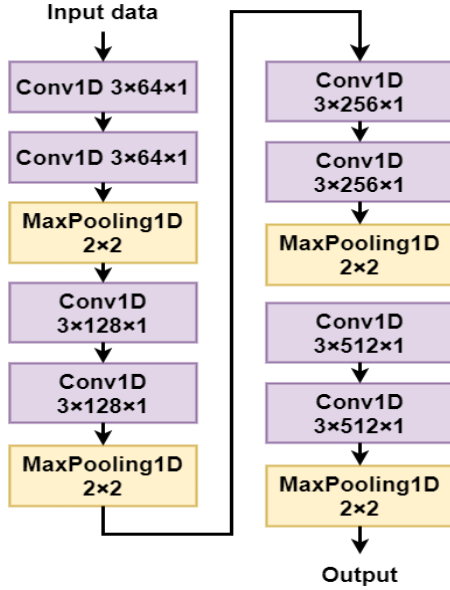 Input data
Conv1D 3×64×1
Conv1D 3×64×1
MaxPooling1D
2×2
Conv1D
3×128×1
Conv1D
3×128×1
MaxPooling1D
2×2
Conv1D
3×256×1
Conv1D
3×256×1
MaxPooling1D
2×2
Conv1D
3×512×1
Conv1D
3×512×1
MaxPooling1D
2×2
Output